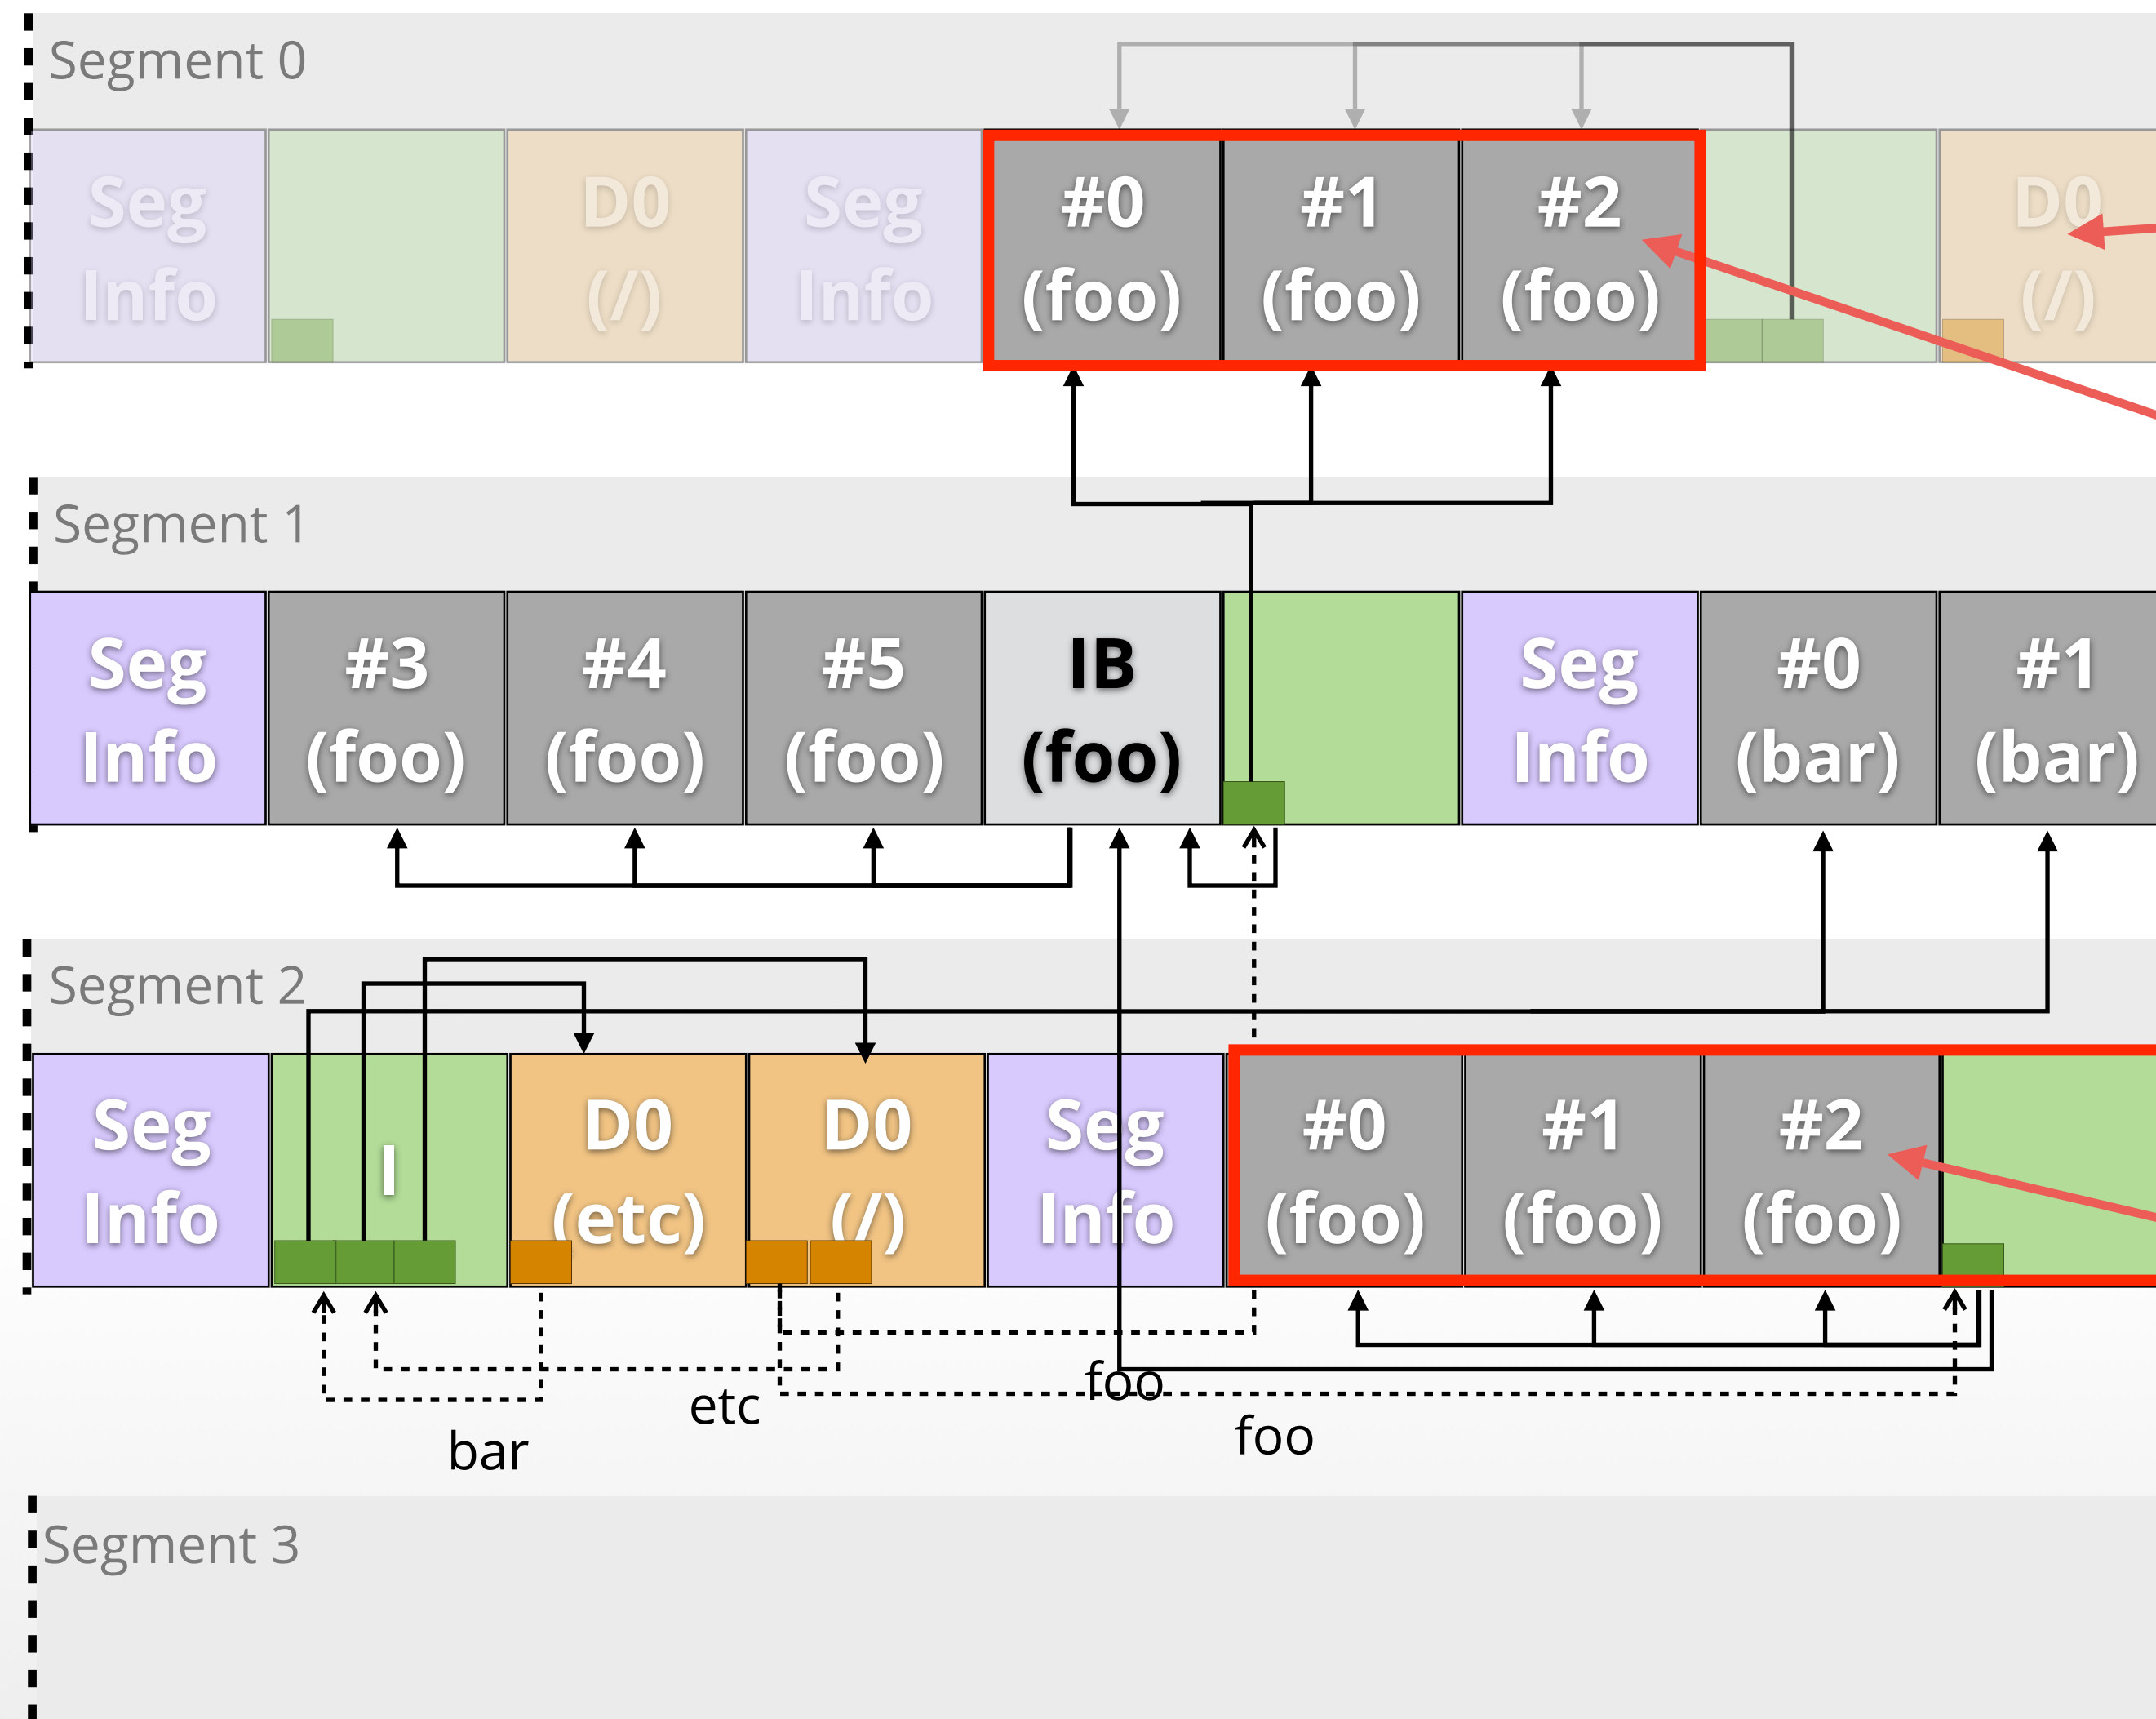 Segment 0
Seg Info
D0 (/)
Seg Info
#0 (foo)
#1 (foo)
#2 (foo)
D0 (/)
Segment 1
Seg Info
#3 (foo)
#4 (foo)
#5 (foo)
IB (foo)
Seg Info
#0 (bar)
#1 (bar)
Segment 2
Seg Info
I
D0 (etc)
D0 (/)
Seg Info
#0 (foo)
#1 (foo)
#2 (foo)
foo
etc
foo
bar
Segment 3